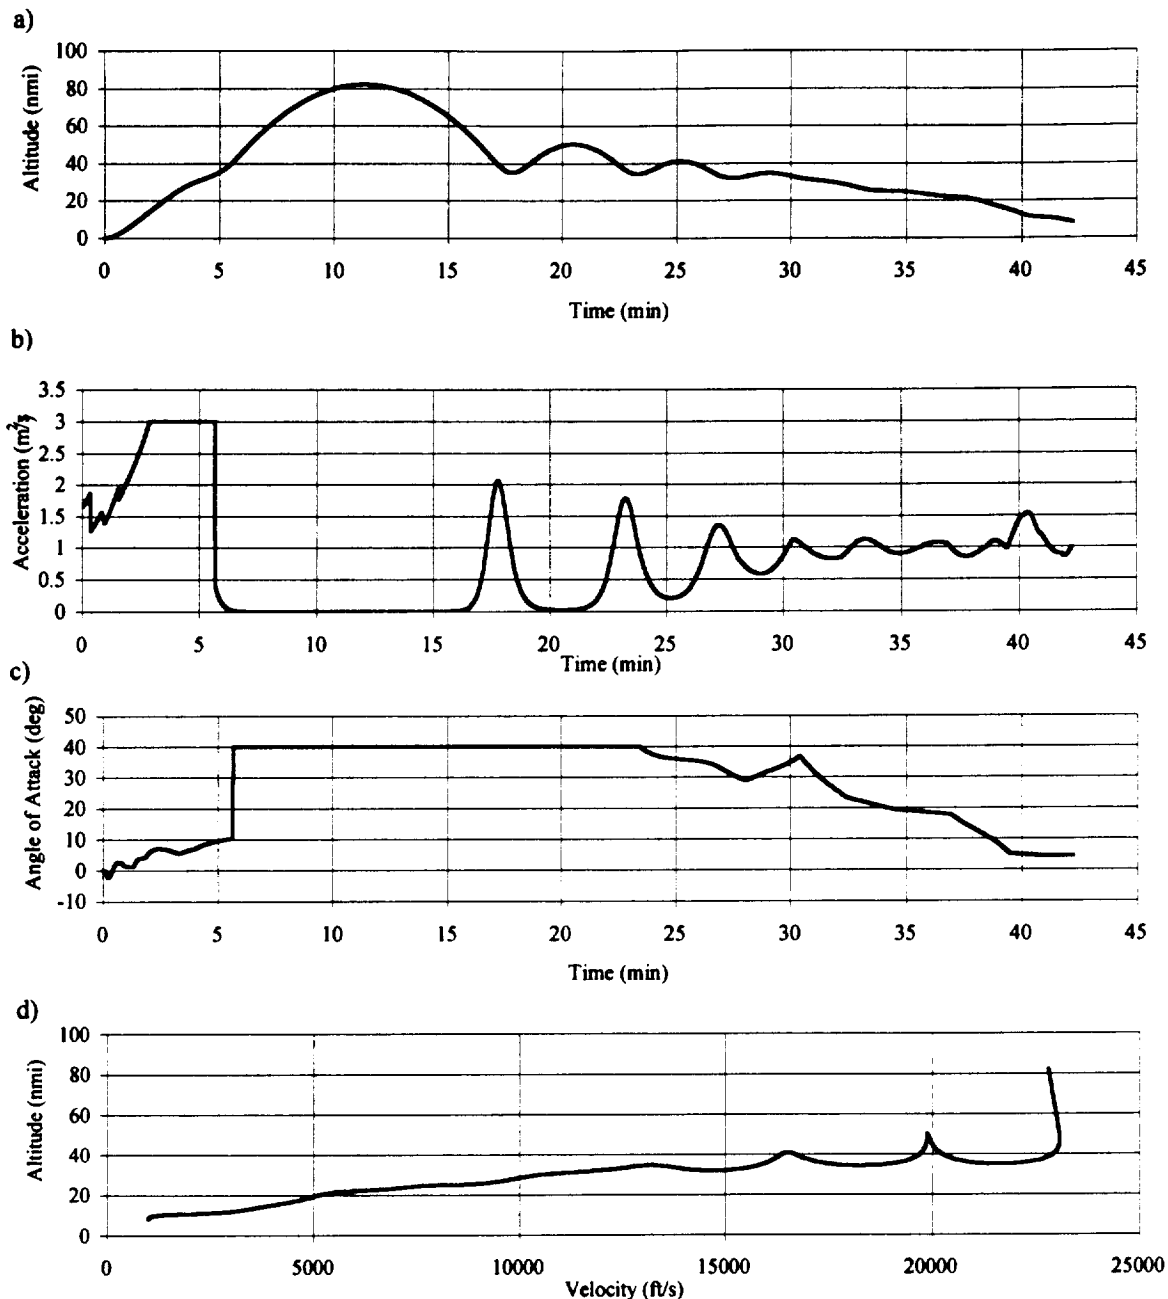 a)
100
80
60
40
20
0
Altitude (nmi)
0 5 10 15 20 25 30 35 40 45
Time (min)
b)
3.5
3
2.5
2
1.5
1
0.5
0
Acceleration (m²/s)
0 5 10 15 20 25 30 35 40 45
Time (min)
c)
50
40
30
20
10
0
-10
Angle of Attack (deg)
0 5 10 15 20 25 30 35 40 45
Time (min)
d)
100
80
60
40
20
0
Altitude (nmi)
0 5000 10000 15000 20000 25000
Velocity (ft/s)